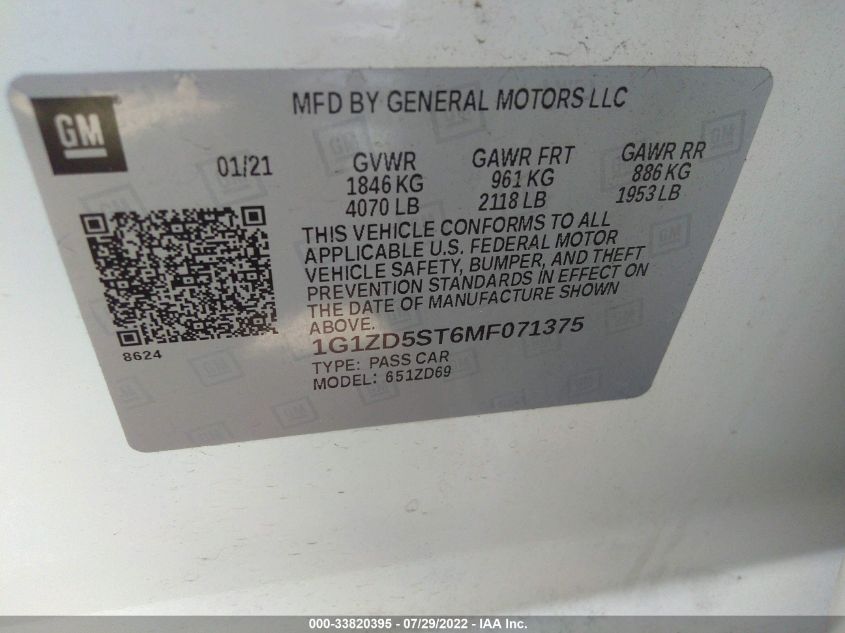 GM
MFD BY GENERAL MOTORS LLC
01/21
GVWR
1846 KG
4070 LB
GAWR FRT
961 KG
2118 LB
GAWR RR
886 KG
1953 LB
THIS VEHICLE CONFORMS TO ALL
APPLICABLE U.S. FEDERAL MOTOR
VEHICLE SAFETY, BUMPER, AND THEFT
PREVENTION STANDARDS IN EFFECT ON
THE DATE OF MANUFACTURE SHOWN
ABOVE.
1G1ZD5ST6MF071375
TYPE: PASS CAR
MODEL: 651ZD69
8624
000-33820395 - 07/29/2022 - IAA Inc.